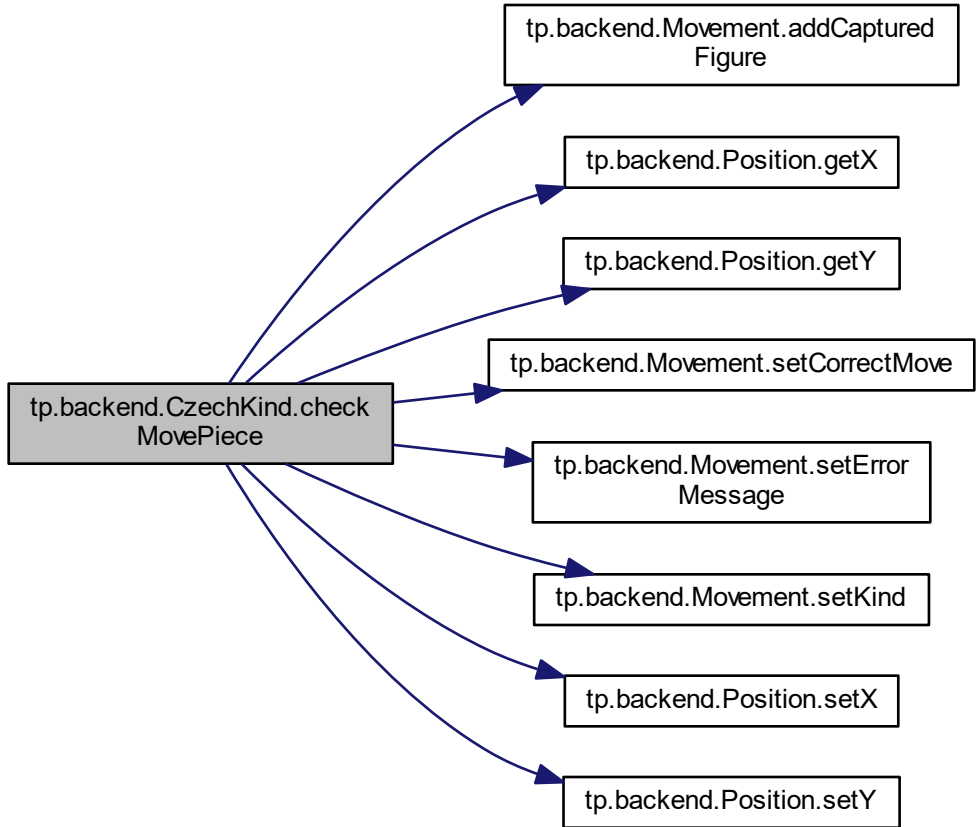 tp.backend.Movement.addCaptured
Figure
tp.backend.Position.getX
tp.backend.Position.getY
tp.backend.Movement.setCorrectMove
tp.backend.CzechKind.check
MovePiece
tp.backend.Movement.setError
Message
tp.backend.Movement.setKind
tp.backend.Position.setX
tp.backend.Position.setY